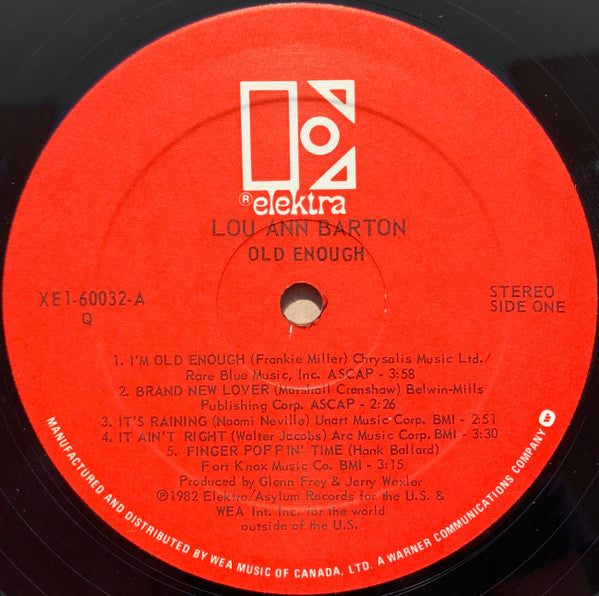 ® elektra
LOU ANN BARTON
OLD ENOUGH
XE1-60032-A
Q
STEREO
SIDE ONE
1. I'M OLD ENOUGH (Frankie Miller) Chrysalis Music Ltd./
Rare Blue Music, Inc. ASCAP - 3:58
2. BRAND NEW LOVER (Marshall Crenshaw) Belwin-Mills
Publishing Corp. ASCAP - 2:26
3. IT'S RAINING (Naomi Neville) Unart Music Corp. BMI - 2:51
4. IT AIN'T RIGHT (Walter Jacobs) Arc Music Corp. BMI - 3:30
5. FINGER POPPIN' TIME (Hank Ballard)
Fort Knox Music Co. BMI - 3:15
Produced by Glenn Frey & Jerry Wexler
℗1982 Elektra/Asylum Records for the U.S. &
WEA Int. Inc. for the world
outside of the U.S.
MANUFACTURED AND DISTRIBUTED BY WEA MUSIC OF CANADA, LTD. A WARNER COMMUNICATIONS COMPANY